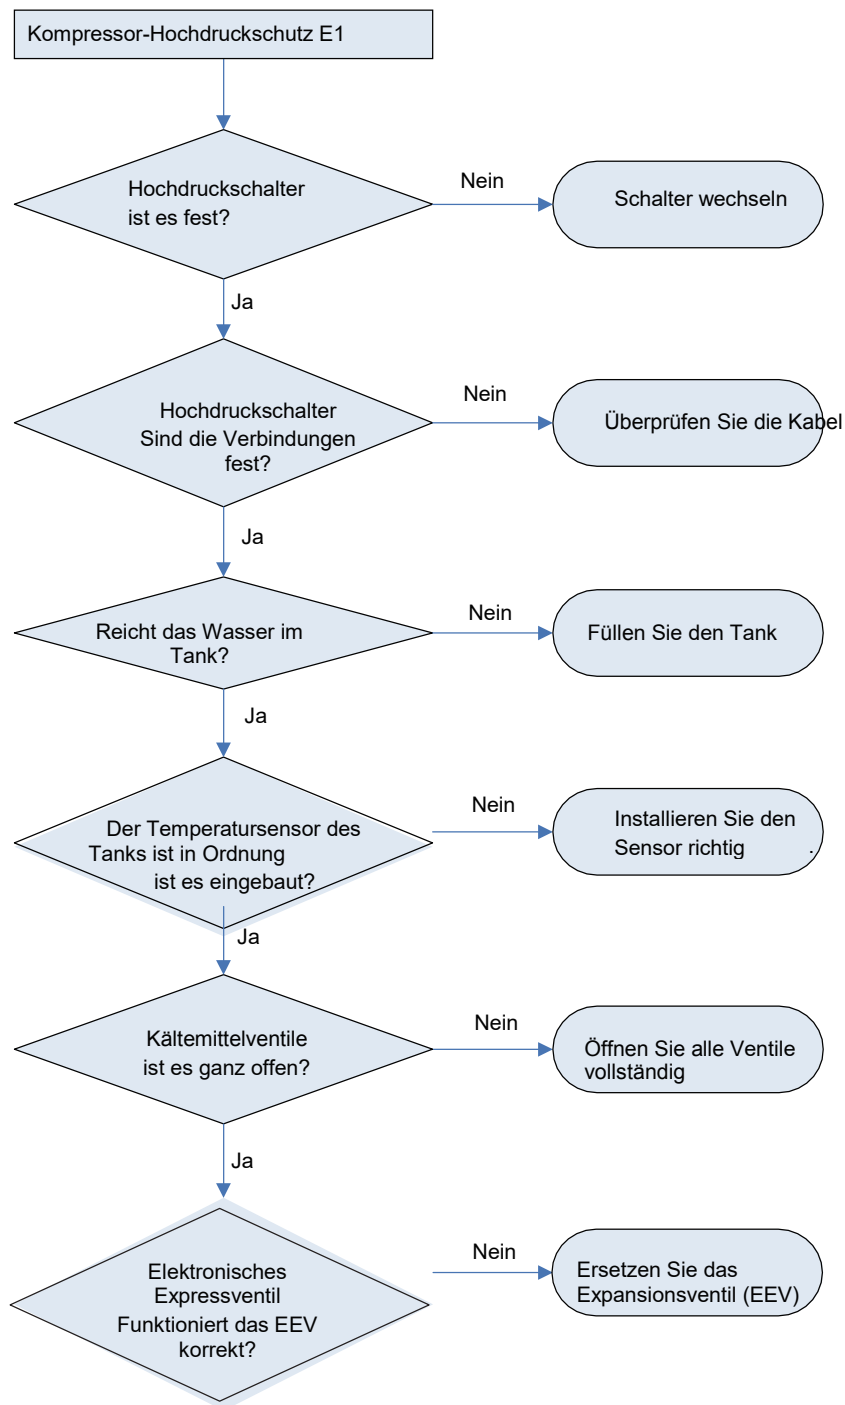 Kompressor-Hochdruckschutz E1
Hochdruckschalter
ist es fest?
Nein
Schalter wechseln
Ja
Hochdruckschalter
Sind die Verbindungen
fest?
Nein
Überprüfen Sie die Kabel
Ja
Reicht das Wasser im
Tank?
Nein
Füllen Sie den Tank
Ja
Der Temperatursensor des
Tanks ist in Ordnung
ist es eingebaut?
Nein
Installieren Sie den
Sensor richtig .
Ja
Kältemittelventile
ist es ganz offen?
Nein
Öffnen Sie alle Ventile
vollständig
Ja
Elektronisches
Expressventil
Funktioniert das EEV
korrekt?
Nein
Ersetzen Sie das
Expansionsventil (EEV)